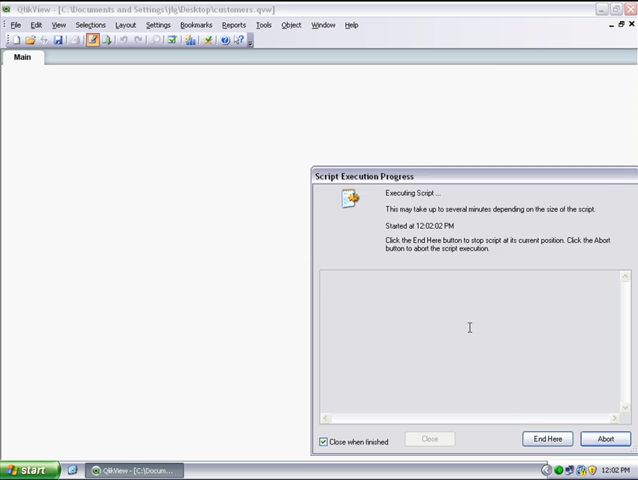 QlikView - [C:\Documents and Settings\jlg\Desktop\customers.qvw]
File Edit View Selections Layout Settings Bookmarks Reports Tools Object Window Help
Main
Script Execution Progress
Executing Script ...
This may take up to several minutes depending on the size of the script.
Started at 12:02:02 PM
Click the End Here button to stop script at its current position. Click the Abort
button to abort the script execution.
Close when finished
Close
End Here
Abort
start
QlikView - [C:\Docum...
12:02 PM